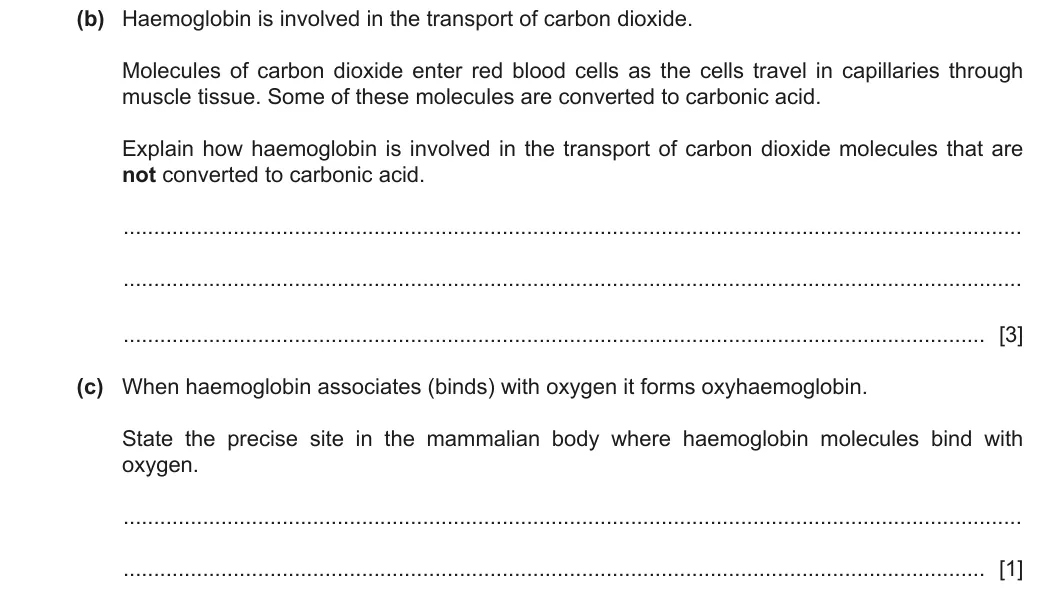 (b) Haemoglobin is involved in the transport of carbon dioxide.
Molecules of carbon dioxide enter red blood cells as the cells travel in capillaries through
muscle tissue. Some of these molecules are converted to carbonic acid.
Explain how haemoglobin is involved in the transport of carbon dioxide molecules that are
not converted to carbonic acid.
..........................................................................................................................................................
..........................................................................................................................................................
.................................................................................................................................................... [3]
(c) When haemoglobin associates (binds) with oxygen it forms oxyhaemoglobin.
State the precise site in the mammalian body where haemoglobin molecules bind with
oxygen.
..........................................................................................................................................................
.................................................................................................................................................... [1]